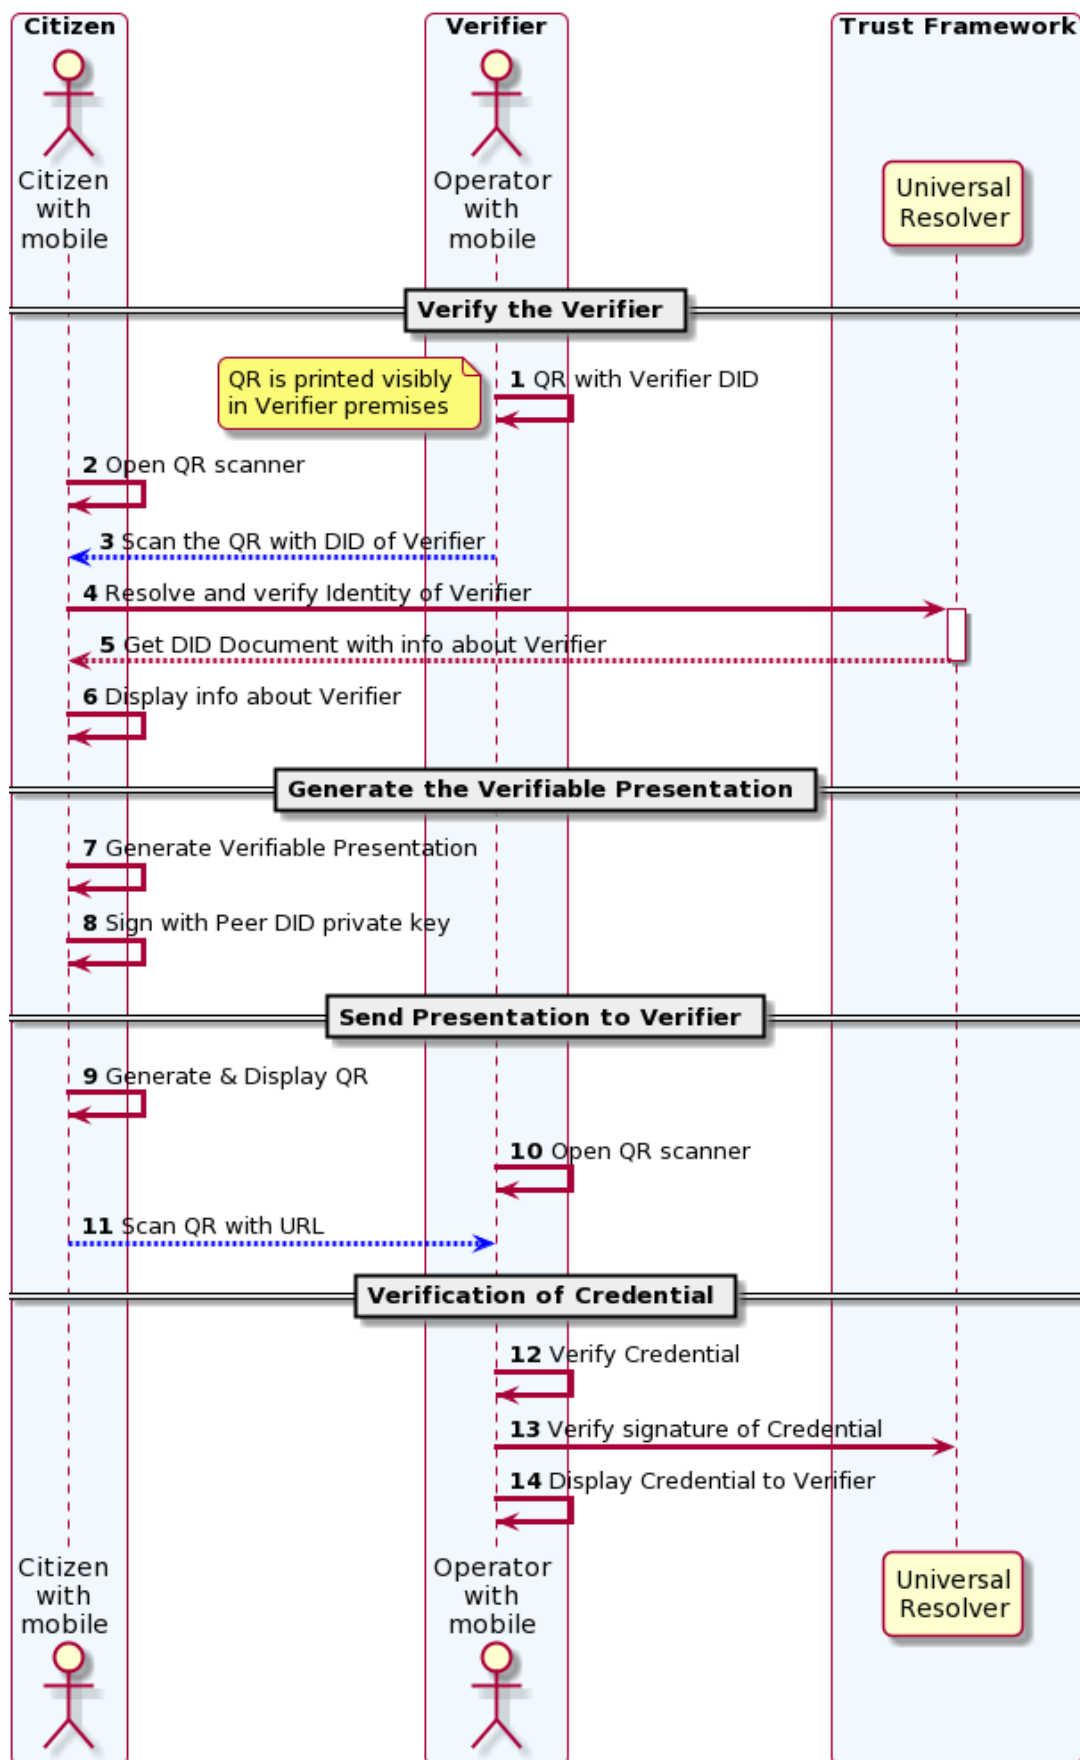 Citizen
Verifier
Trust Framework
Citizen
with
mobile
Operator
with
mobile
Universal
Resolver
Verify the Verifier
QR is printed visibly
in Verifier premises
1 QR with Verifier DID
2 Open QR scanner
3 Scan the QR with DID of Verifier
4 Resolve and verify Identity of Verifier
5 Get DID Document with info about Verifier
6 Display info about Verifier
Generate the Verifiable Presentation
7 Generate Verifiable Presentation
8 Sign with Peer DID private key
Send Presentation to Verifier
9 Generate & Display QR
10 Open QR scanner
11 Scan QR with URL
Verification of Credential
12 Verify Credential
13 Verify signature of Credential
14 Display Credential to Verifier
Citizen
with
mobile
Operator
with
mobile
Universal
Resolver